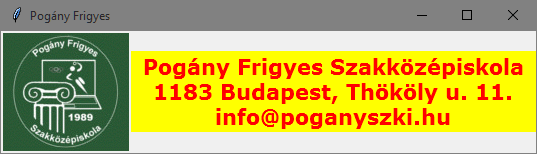 Pogány Frigyes
Pogány Frigyes
1989
Szakközépiskola
Pogány Frigyes Szakközépiskola
1183 Budapest, Thököly u. 11.
info@poganyszki.hu